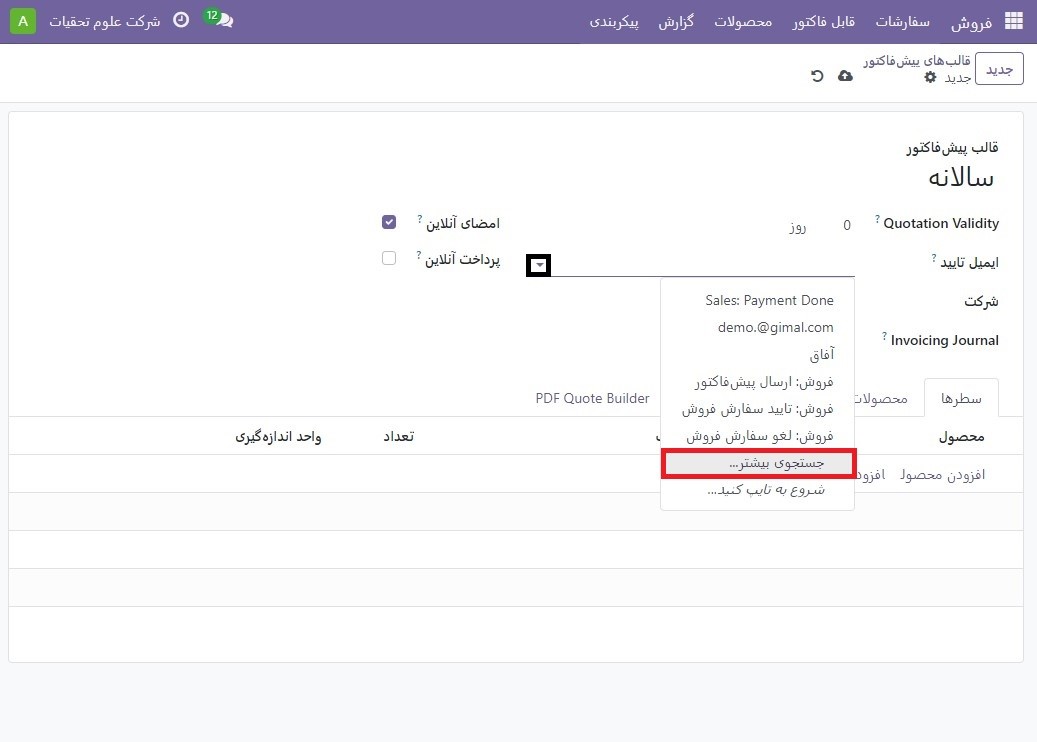 فروش سفارشات قابل فاکتور محصولات گزارش پیکربندی 12 شرکت علوم تحقیات A
جدید قالب‌های پیش‌فاکتور
جدید
قالب پیش‌فاکتور
سالانه
Quotation Validity ? 0 روز
امضای آنلاین ?
ایمیل تایید ?
پرداخت آنلاین ?
شرکت
Invoicing Journal ?
Sales: Payment Done
demo.@gimal.com
آفاق
فروش: ارسال پیش‌فاکتور
فروش: تایید سفارش فروش
فروش: لغو سفارش فروش
جستجوی بیشتر...
شروع به تایپ کنید...
سطرها محصولات PDF Quote Builder
محصول تعداد واحد اندازه‌گیری
افزودن محصول